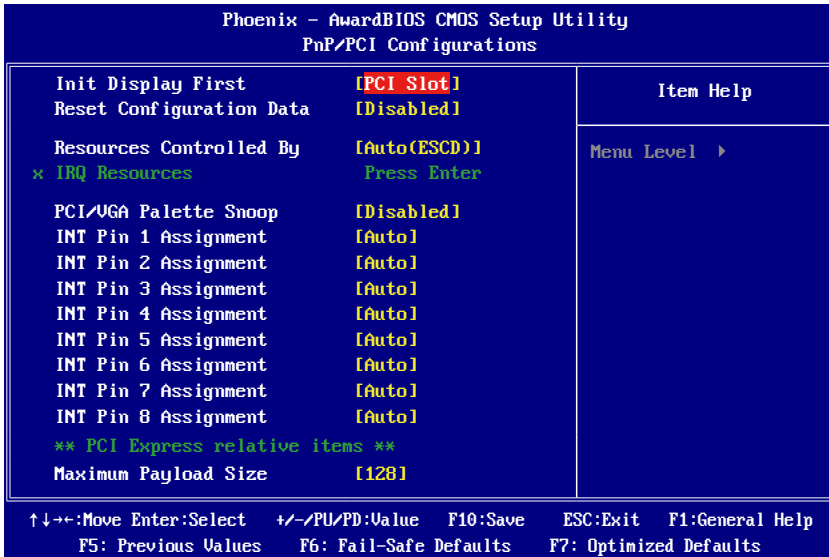 Phoenix - AwardBIOS CMOS Setup Utility
PnP/PCI Configurations
Init Display First [PCI Slot]
Reset Configuration Data [Disabled]
Resources Controlled By [Auto(ESCD)]
x IRQ Resources Press Enter
PCI/VGA Palette Snoop [Disabled]
INT Pin 1 Assignment [Auto]
INT Pin 2 Assignment [Auto]
INT Pin 3 Assignment [Auto]
INT Pin 4 Assignment [Auto]
INT Pin 5 Assignment [Auto]
INT Pin 6 Assignment [Auto]
INT Pin 7 Assignment [Auto]
INT Pin 8 Assignment [Auto]
** PCI Express relative items **
Maximum Payload Size [128]
Item Help
Menu Level ▸
↑↓→←:Move Enter:Select +/-/PU/PD:Value F10:Save ESC:Exit F1:General Help
F5: Previous Values F6: Fail-Safe Defaults F7: Optimized Defaults